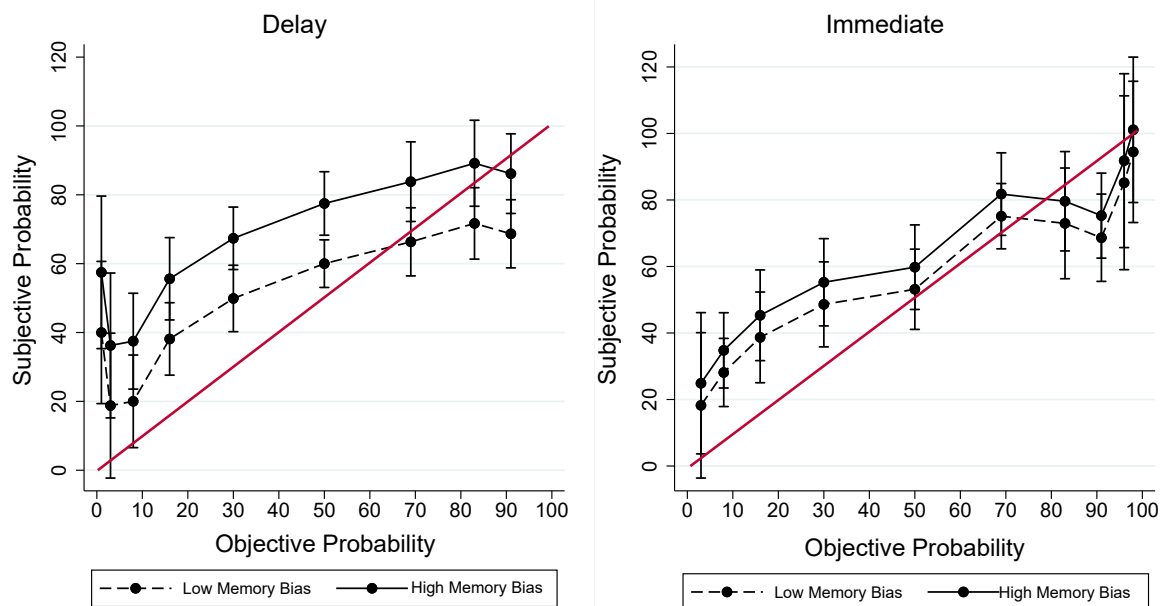 Delay
Subjective Probability
120
100
80
60
40
20
0
0 10 20 30 40 50 60 70 80 90 100
Objective Probability
Low Memory Bias High Memory Bias
Immediate
Subjective Probability
120
100
80
60
40
20
0
0 10 20 30 40 50 60 70 80 90 100
Objective Probability
Low Memory Bias High Memory Bias